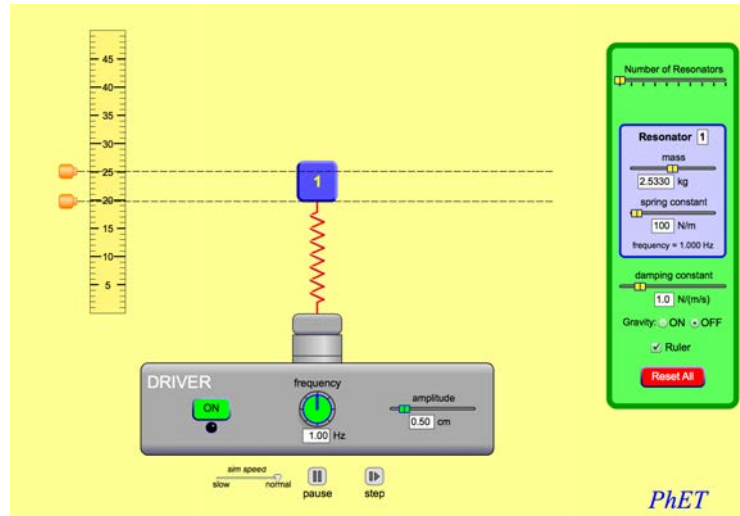 45
40
35
30
25
20
15
10
5
1
Number of Resonators
Resonator 1
mass
2.5330 kg
spring constant
100 N/m
frequency = 1.000 Hz
damping constant
1.0 N/(m/s)
Gravity: ON OFF
Ruler
Reset All
DRIVER
ON
frequency
1.00 Hz
amplitude
0.50 cm
sim speed
slow normal
pause
step
PhET